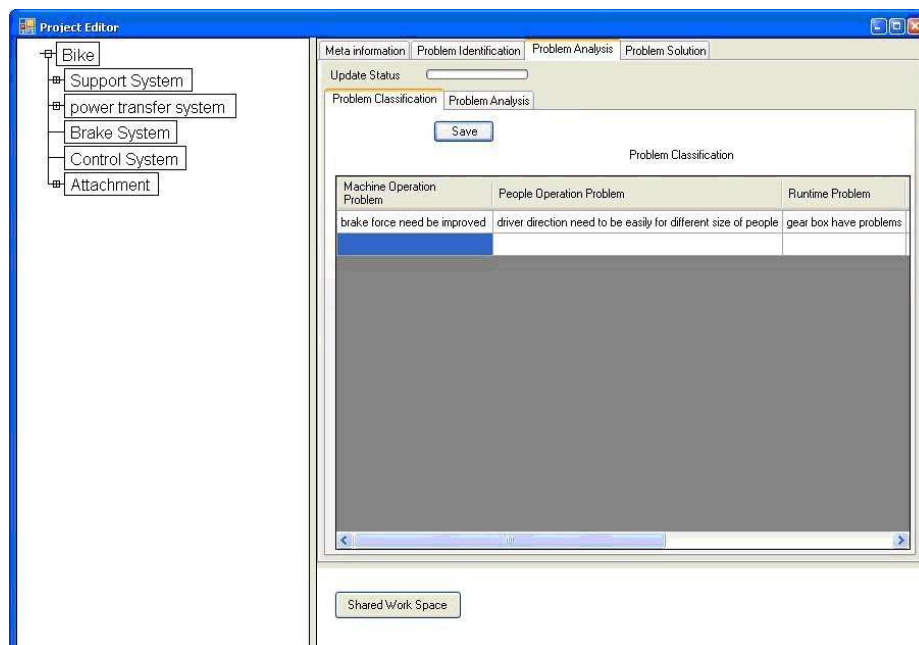 Project Editor
Bike
Support System
power transfer system
Brake System
Control System
Attachment
Meta information Problem Identification Problem Analysis Problem Solution
Update Status
Problem Classification Problem Analysis
Save
Problem Classification
Machine Operation
Problem
People Operation Problem
Runtime Problem
brake force need be improved driver direction need to be easily for different size of people gear box have problems
Shared Work Space